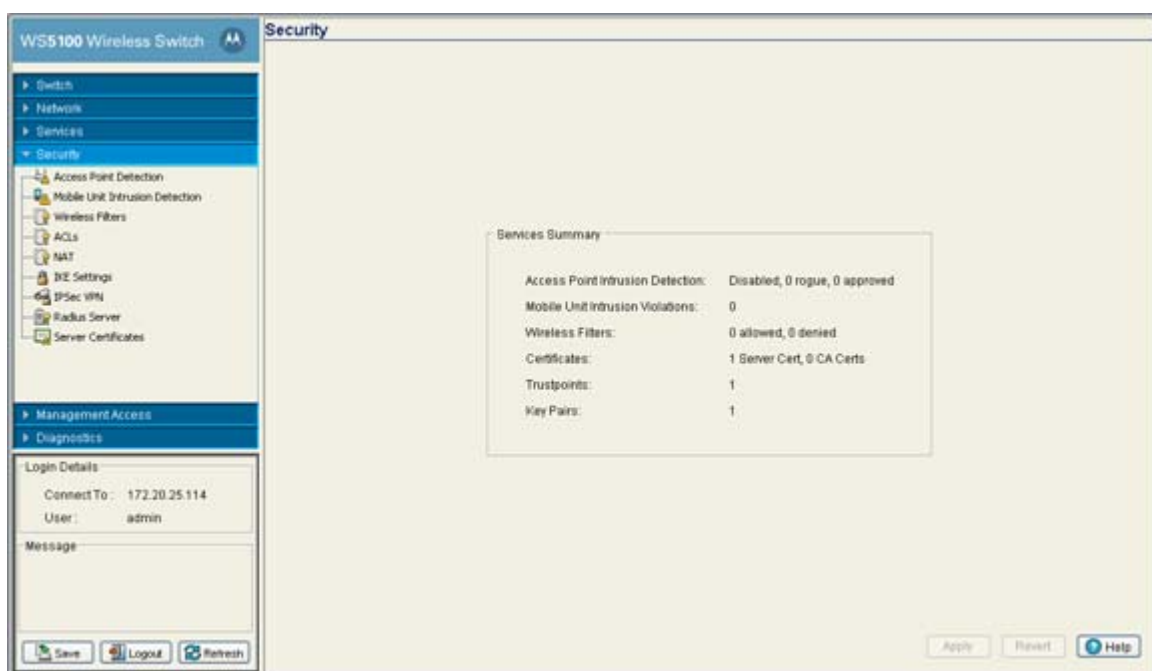 WS5100 Wireless Switch
Security
Switch
Network
Services
Security
Access Point Detection
Mobile Unit Intrusion Detection
Wireless Filters
ACLs
NAT
IKE Settings
IPSec VPN
Radius Server
Server Certificates
Management Access
Diagnostics
Login Details
Connect To : 172.20.25.114
User : admin
Message
Save Logout Refresh
Services Summary
Access Point Intrusion Detection: Disabled, 0 rogue, 0 approved
Mobile Unit Intrusion Violations: 0
Wireless Filters: 0 allowed, 0 denied
Certificates: 1 Server Cert, 0 CA Certs
Trustpoints: 1
Key Pairs: 1
Apply Revert Help